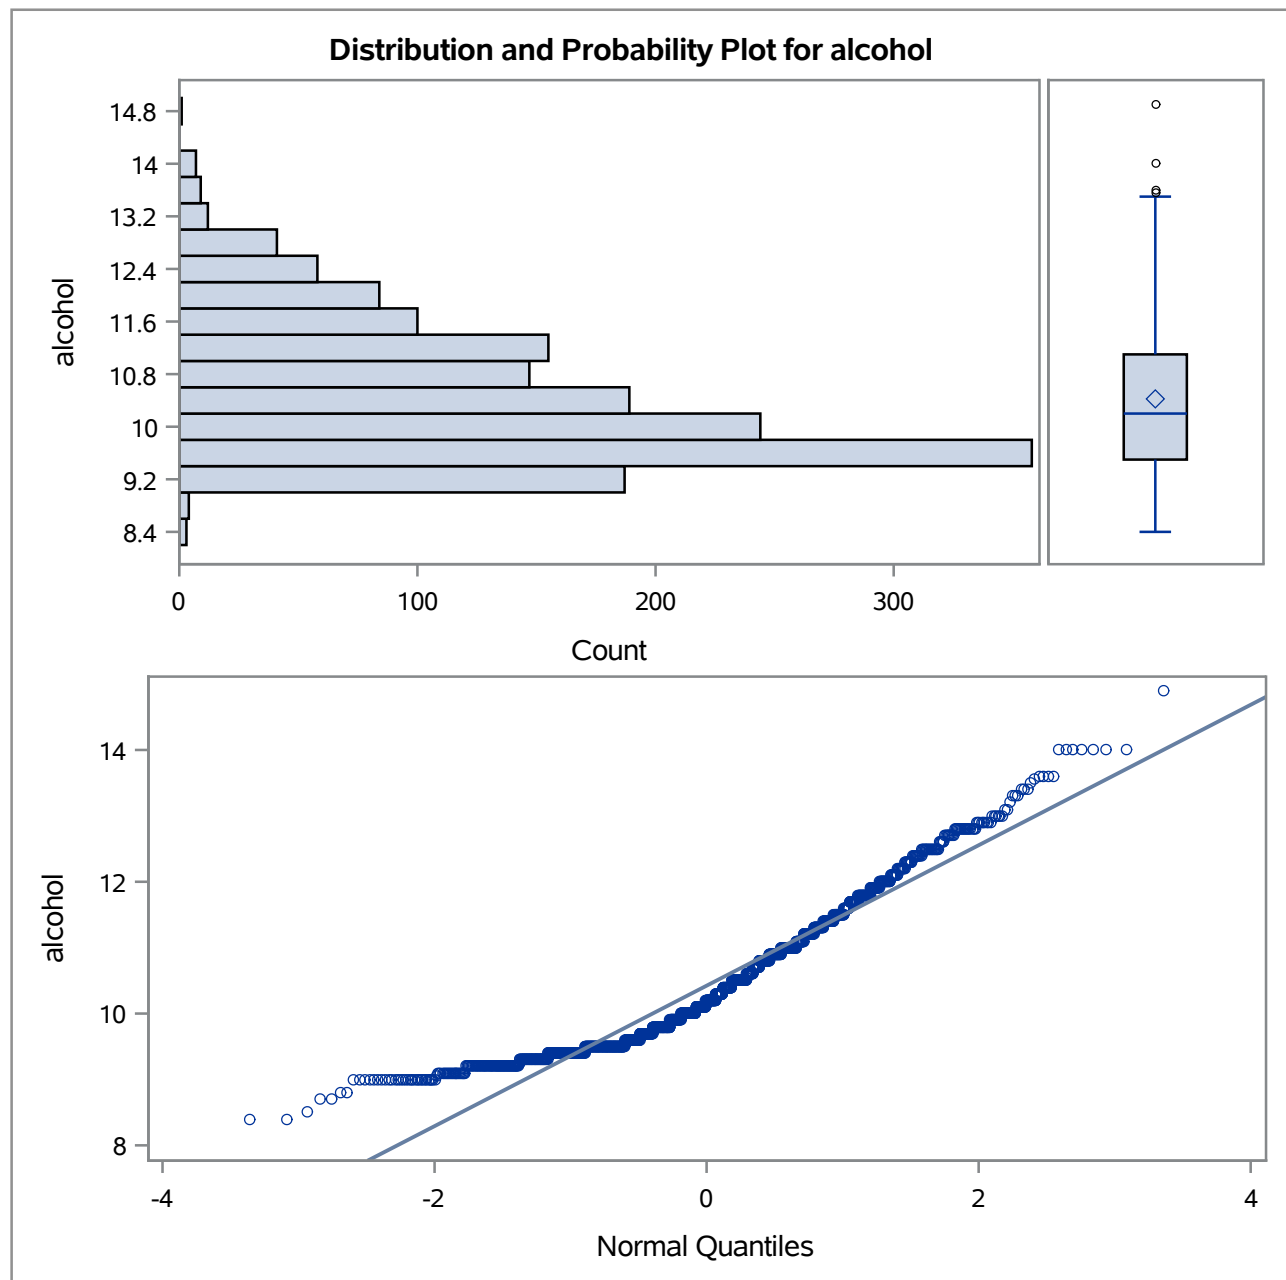 Distribution and Probability Plot for alcohol
alcohol
14.8
14
13.2
12.4
11.6
10.8
10
9.2
8.4
0 100 200 300
Count
alcohol
14
12
10
8
-4 -2 0 2 4
Normal Quantiles